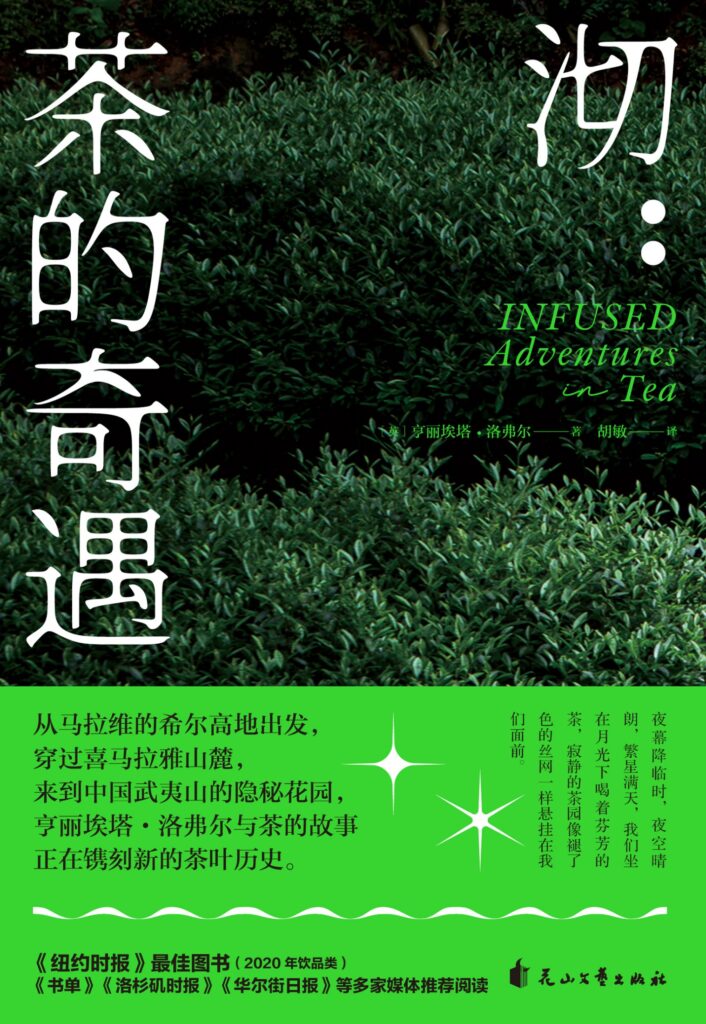 沏：
茶的奇遇
INFUSED
Adventures
in Tea
［英］亨丽埃塔・洛弗尔——著 胡敏——译
从马拉维的希尔高地出发，
穿过喜马拉雅山麓，
来到中国武夷山的隐秘花园，
亨丽埃塔・洛弗尔与茶的故事
正在镌刻新的茶叶历史。
夜幕降临时，夜空晴
朗，繁星满天，我们坐
在月光下喝着芬芳的
茶，寂静的茶园像褪了
色的丝网一样悬挂在我
们面前。
《纽约时报》最佳图书（2020年饮品类）
《书单》《洛杉矶时报》《华尔街日报》等多家媒体推荐阅读
花山文艺出版社